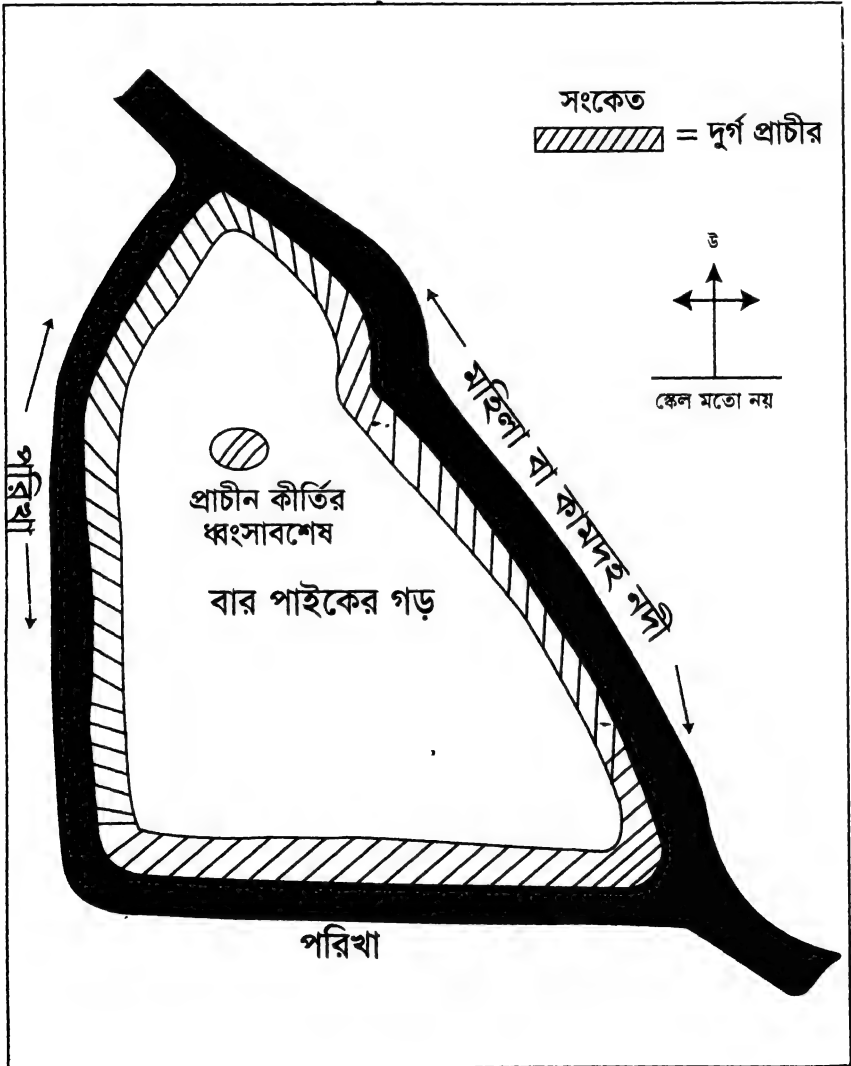 সংকেত
= দুর্গ প্রাচীর
উ
স্কেল মতো নয়
মহিলা বা কামদহ নদী
পরিখা
প্রাচীন কীর্তির
ধ্বংসাবশেষ
বার পাইকের গড়
পরিখা